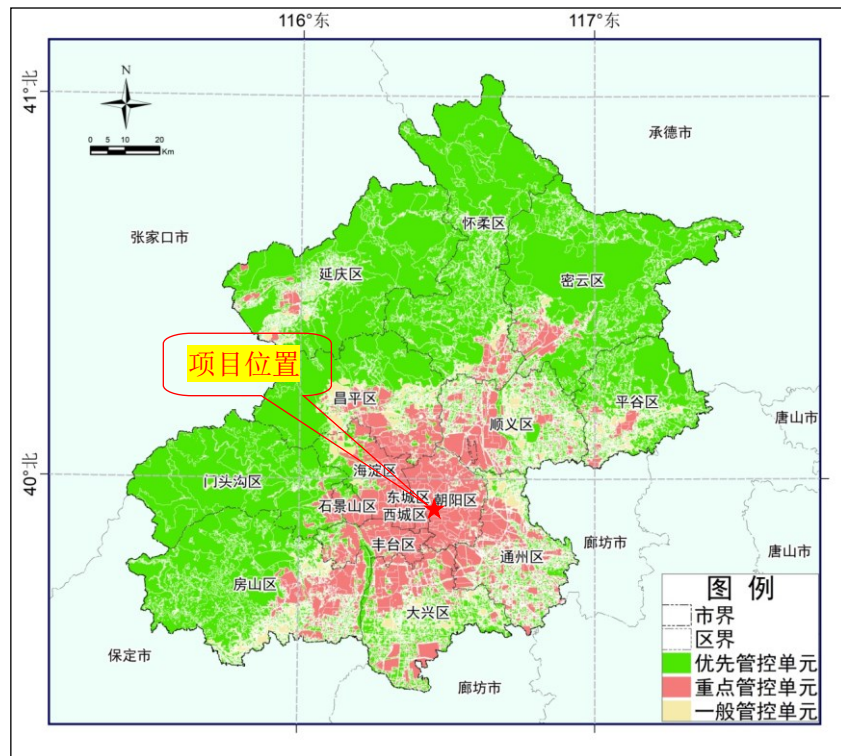 116°东
117°东
41°北
40°北
N
0 5 10 20
Km
承德市
张家口市
怀柔区
延庆区
密云区
项目位置
昌平区
顺义区
平谷区
唐山市
海淀区
门头沟区
东城区
朝阳区
石景山区
西城区
丰台区
通州区
廊坊市
唐山市
房山区
大兴区
保定市
廊坊市
图 例
市界
区界
优先管控单元
重点管控单元
一般管控单元